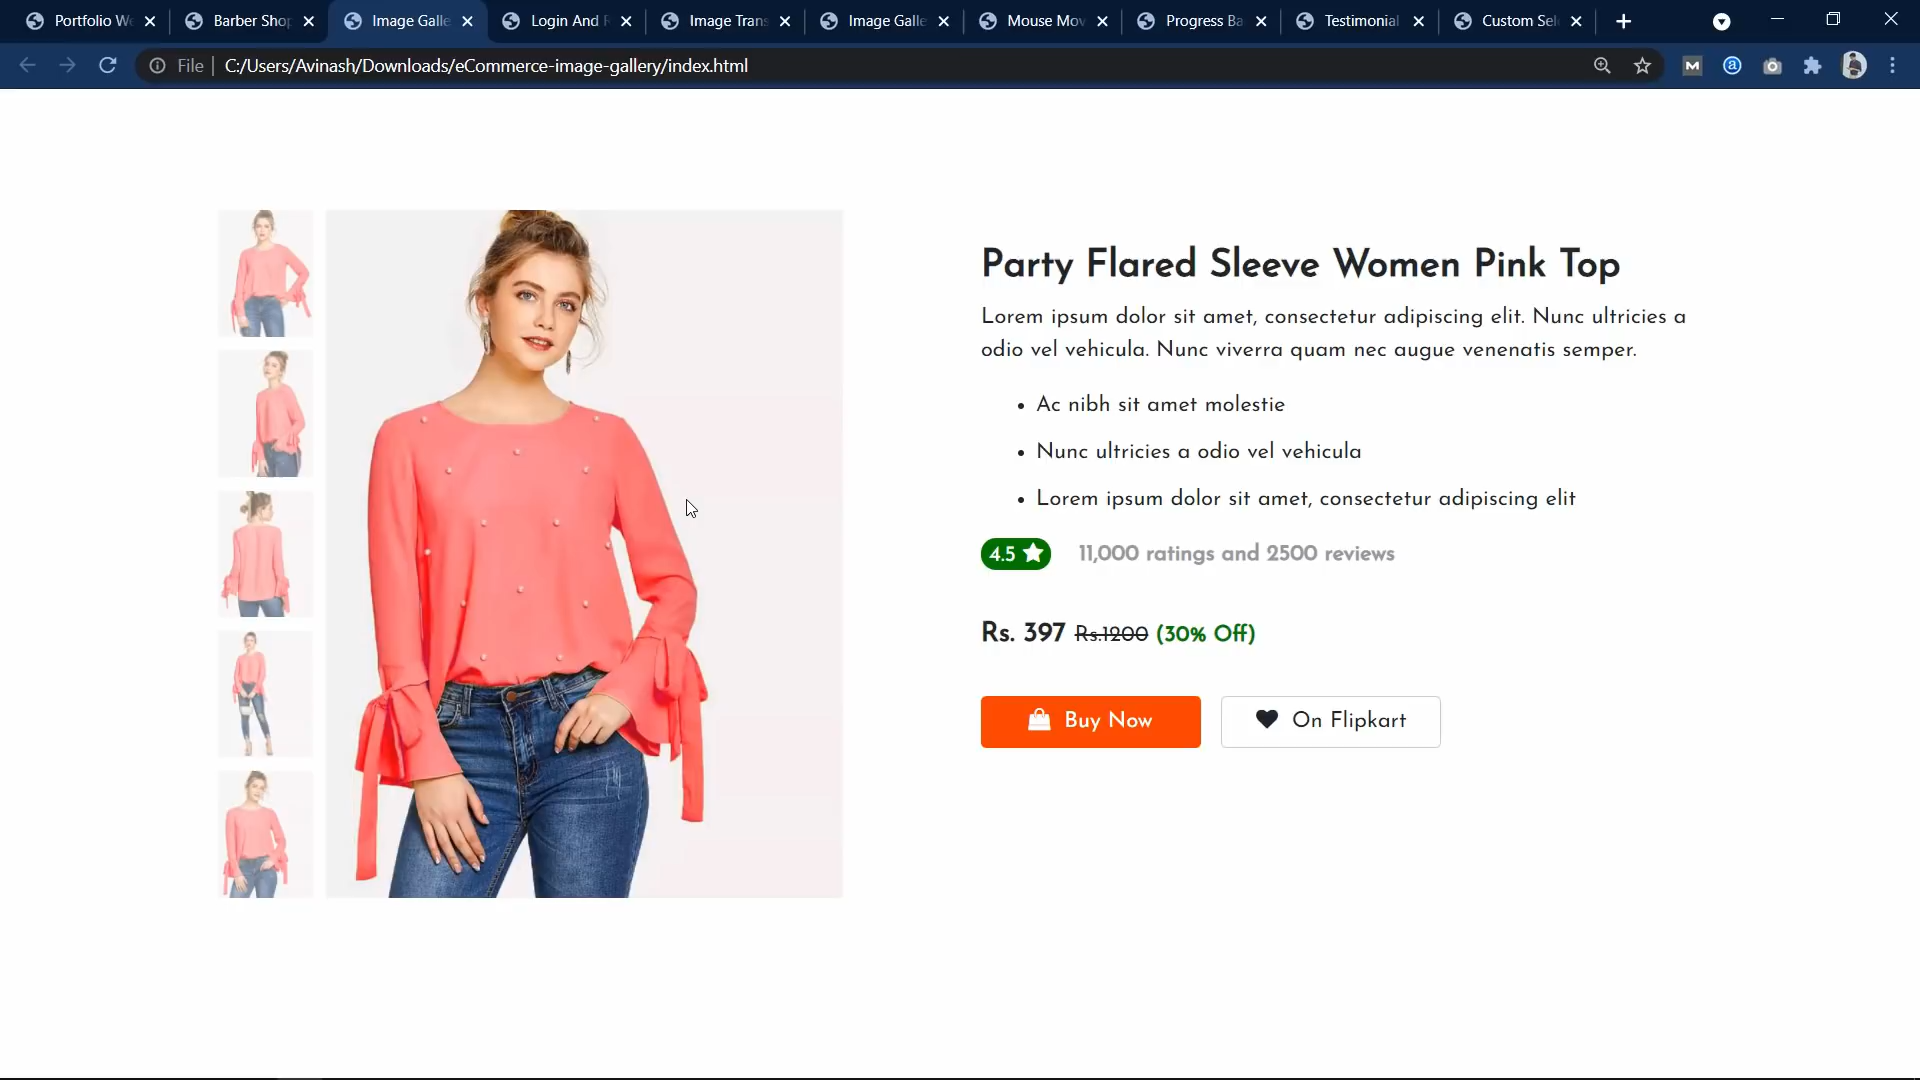 Portfolio We
Barber Shop
Image Galle
Login And R
Image Trans
Image Galle
Mouse Mov
Progress Ba
Testimonial
Custom Sel
File
C:/Users/Avinash/Downloads/eCommerce-image-gallery/index.html
Party Flared Sleeve Women Pink Top
Lorem ipsum dolor sit amet, consectetur adipiscing elit. Nunc ultricies a
odio vel vehicula. Nunc viverra quam nec augue venenatis semper.
Ac nibh sit amet molestie
Nunc ultricies a odio vel vehicula
Lorem ipsum dolor sit amet, consectetur adipiscing elit
4.5 11,000 ratings and 2500 reviews
Rs. 397 Rs.1200 (30% Off)
Buy Now
On Flipkart